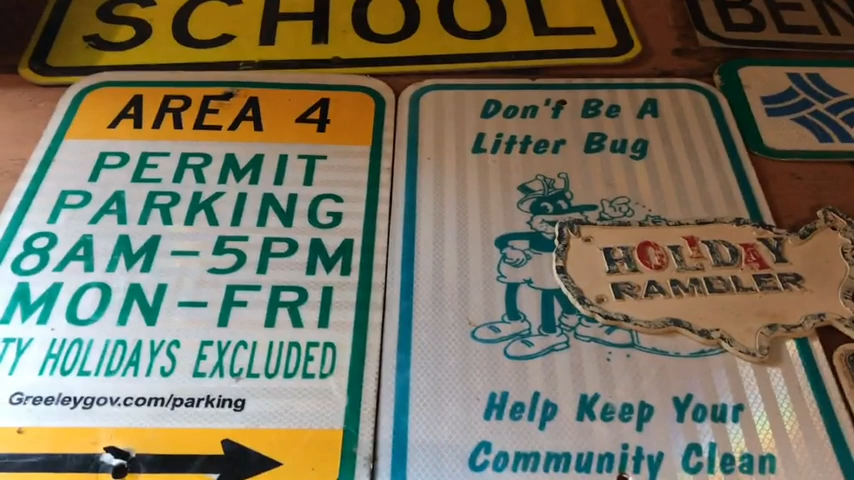 SCHOOL
AREA 4
PERMIT
PARKING
8AM-5PM
MON-FRI
TY HOLIDAYS EXCLUDED
Greeleygov.com/parking
Don't Be A
Litter Bug
HOLIDAY
RAMBLER
Help Keep Your
Community Clean
BEN